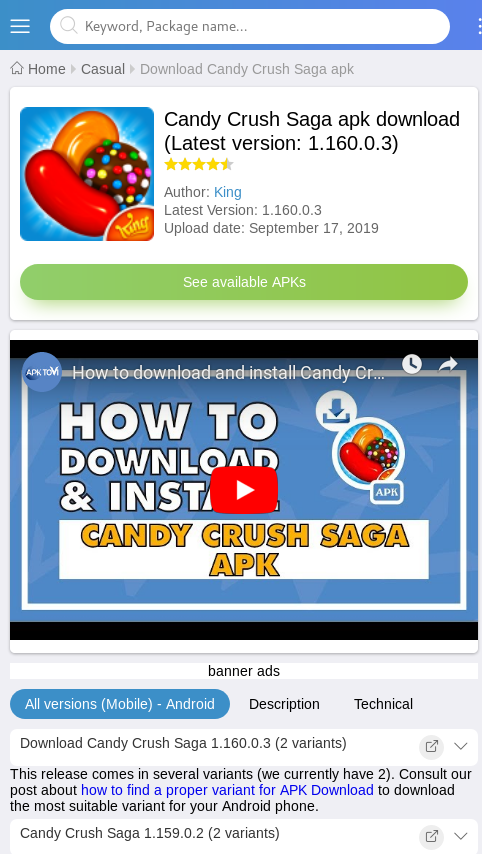 Keyword, Package name...
Home Casual Download Candy Crush Saga apk
Candy Crush Saga apk download
(Latest version: 1.160.0.3)
King
Author: King
Latest Version: 1.160.0.3
Upload date: September 17, 2019
See available APKs
How to download and install Candy Cr...
HOW TO
DOWNLOAD
APK
CANDY CRUSH SAGA
APK
banner ads
All versions (Mobile) - Android Description Technical
Download Candy Crush Saga 1.160.0.3 (2 variants)
This release comes in several variants (we currently have 2). Consult our
post about how to find a proper variant for APK Download to download
the most suitable variant for your Android phone.
Candy Crush Saga 1.159.0.2 (2 variants)